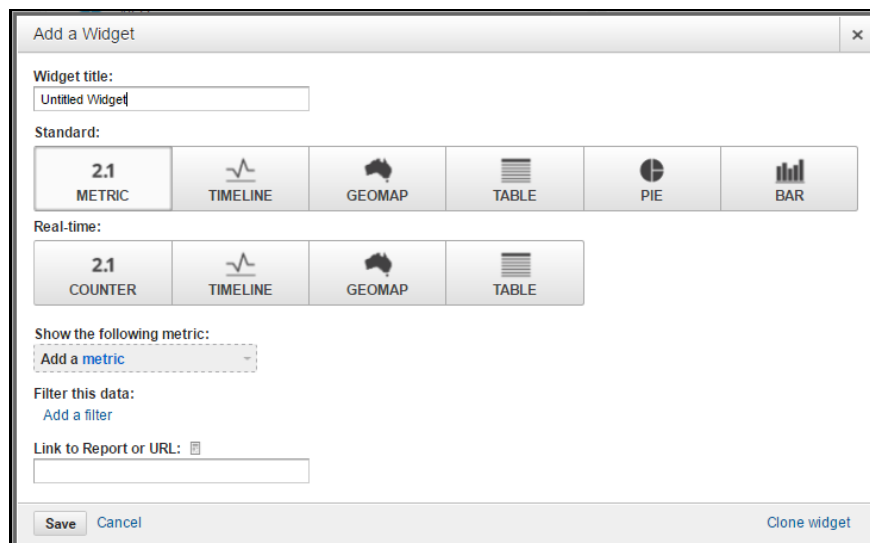 Add a Widget
Widget title:
Untitled Widget
Standard:
2.1
METRIC TIMELINE GEOMAP TABLE PIE BAR
Real-time:
2.1
COUNTER TIMELINE GEOMAP TABLE
Show the following metric:
Add a metric
Filter this data:
Add a filter
Link to Report or URL:
Save Cancel Clone widget